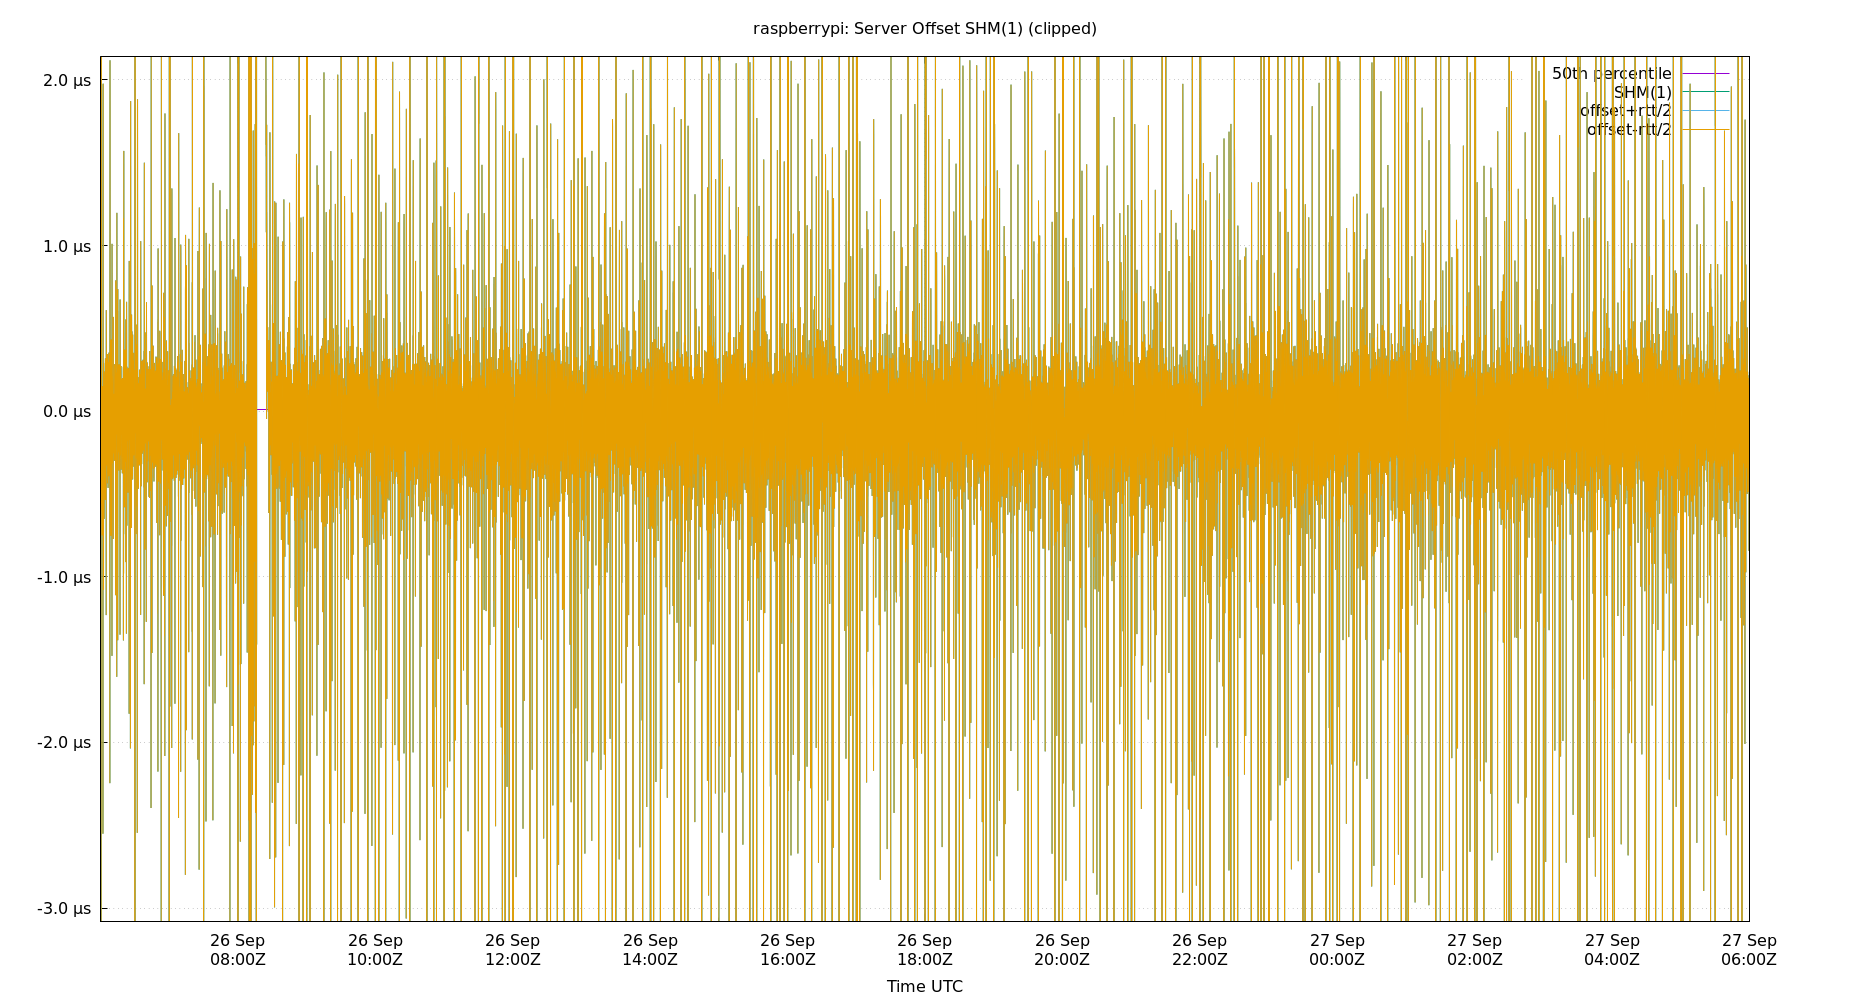 raspberrypi: Server Offset SHM(1) (clipped)
2.0 µs
1.0 µs
0.0 µs
-1.0 µs
-2.0 µs
-3.0 µs
50th percentile
SHM(1)
offset+rtt/2
offset-rtt/2
26 Sep
08:00Z
26 Sep
10:00Z
26 Sep
12:00Z
26 Sep
14:00Z
26 Sep
16:00Z
26 Sep
18:00Z
26 Sep
20:00Z
26 Sep
22:00Z
27 Sep
00:00Z
27 Sep
02:00Z
27 Sep
04:00Z
27 Sep
06:00Z
Time UTC